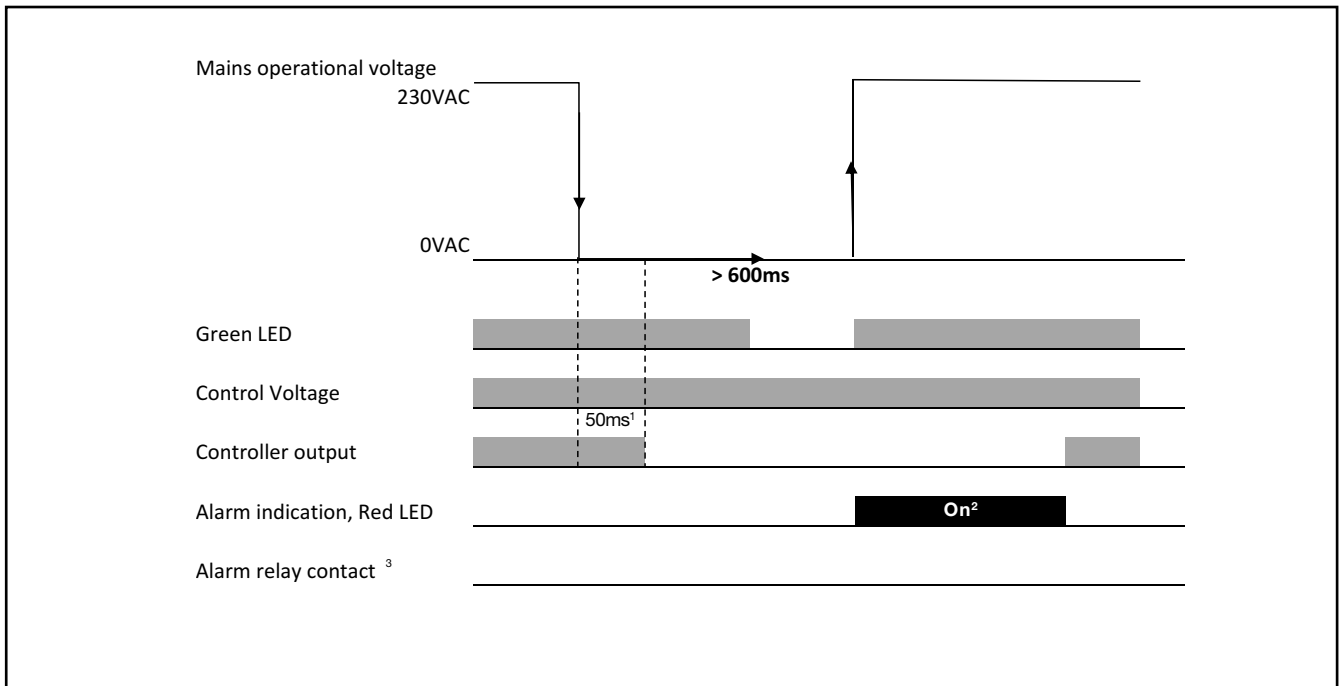 Mains operational voltage
230VAC
0VAC
> 600ms
Green LED
Control Voltage
50ms¹
Controller output
Alarm indication, Red LED
On²
Alarm relay contact ³